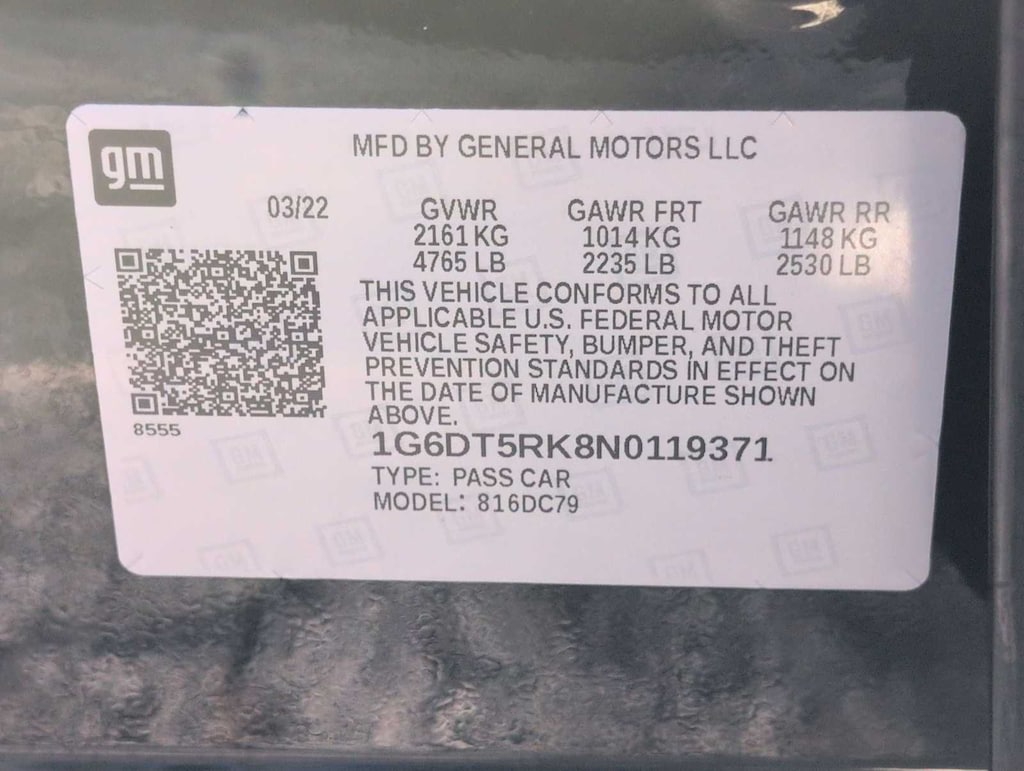 gm
MFD BY GENERAL MOTORS LLC
03/22 GVWR GAWR FRT GAWR RR
2161 KG 1014 KG 1148 KG
4765 LB 2235 LB 2530 LB
THIS VEHICLE CONFORMS TO ALL
APPLICABLE U.S. FEDERAL MOTOR
VEHICLE SAFETY, BUMPER, AND THEFT
PREVENTION STANDARDS IN EFFECT ON
THE DATE OF MANUFACTURE SHOWN
ABOVE.
8555
1G6DT5RK8N0119371
TYPE: PASS CAR
MODEL: 816DC79